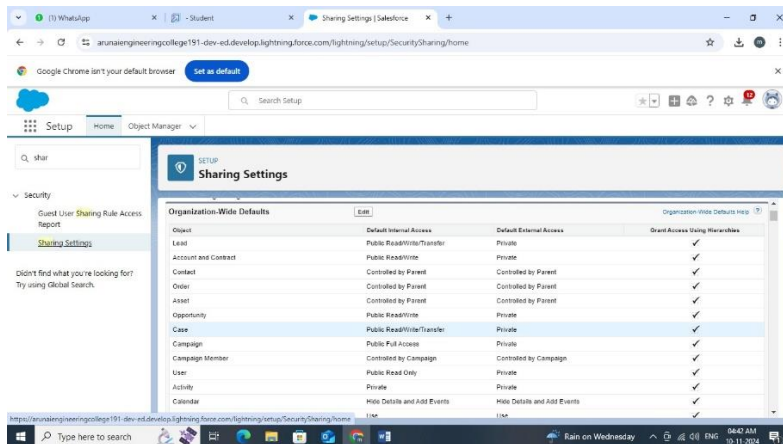 (1) WhatsApp
- Student
Sharing Settings | Salesforce
arunaiengineeringcollege191-dev-ed.develop.lightning.force.com/lightning/setup/SecuritySharing/home
Google Chrome isn't your default browser Set as default
Search Setup
12
Setup Home Object Manager
shar
SETUP
Sharing Settings
Security
Guest User Sharing Rule Access
Report
Sharing Settings
Didn't find what you're looking for?
Try using Global Search.
Organization-Wide Defaults Edit Organization-Wide Defaults Help
Object Default Internal Access Default External Access Grant Access Using Hierarchies
Lead Public Read/Write/Transfer Private
Account and Contract Public Read/Write Private
Contact Controlled by Parent Controlled by Parent
Order Controlled by Parent Controlled by Parent
Asset Controlled by Parent Controlled by Parent
Opportunity Public Read/Write Private
Case Public Read/Write/Transfer Private
Campaign Public Full Access Private
Campaign Member Controlled by Campaign Controlled by Campaign
User Public Read Only Private
Activity Private Private
Calendar Hide Details and Add Events Hide Details and Add Events
Use Use
https://arunaiengineeringcollege191-dev-ed.develop.lightning.force.com/lightning/setup/SecuritySharing/home
Type here to search
Rain on Wednesday
ENG
04:42 AM
10-11-2024